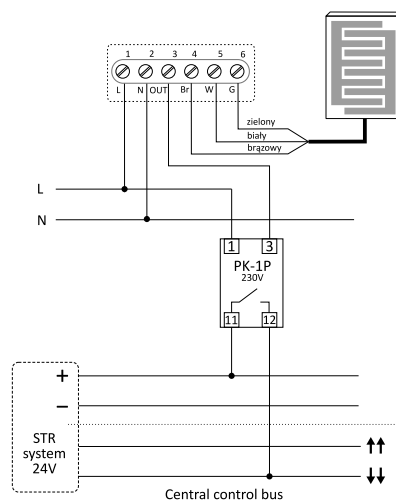 1 2 3 4 5 6
L N OUT Br W G
zielony
biały
brązowy
L
N
1 3
PK-1P
230V
11 12
+
−
STR
system
24V
Central control bus